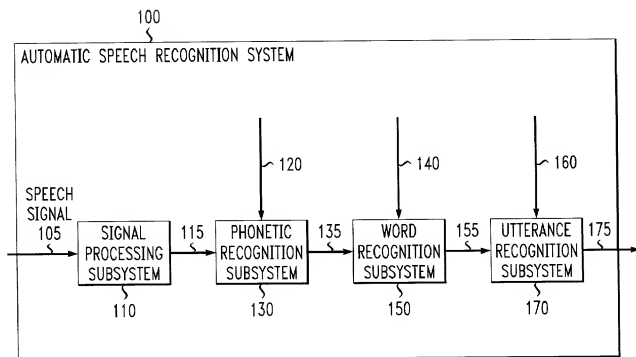 100
AUTOMATIC SPEECH RECOGNITION SYSTEM
120
140
160
SPEECH
SIGNAL
105
SIGNAL
PROCESSING
SUBSYSTEM
110
115
PHONETIC
RECOGNITION
SUBSYSTEM
130
135
WORD
RECOGNITION
SUBSYSTEM
150
155
UTTERANCE
RECOGNITION
SUBSYSTEM
170
175